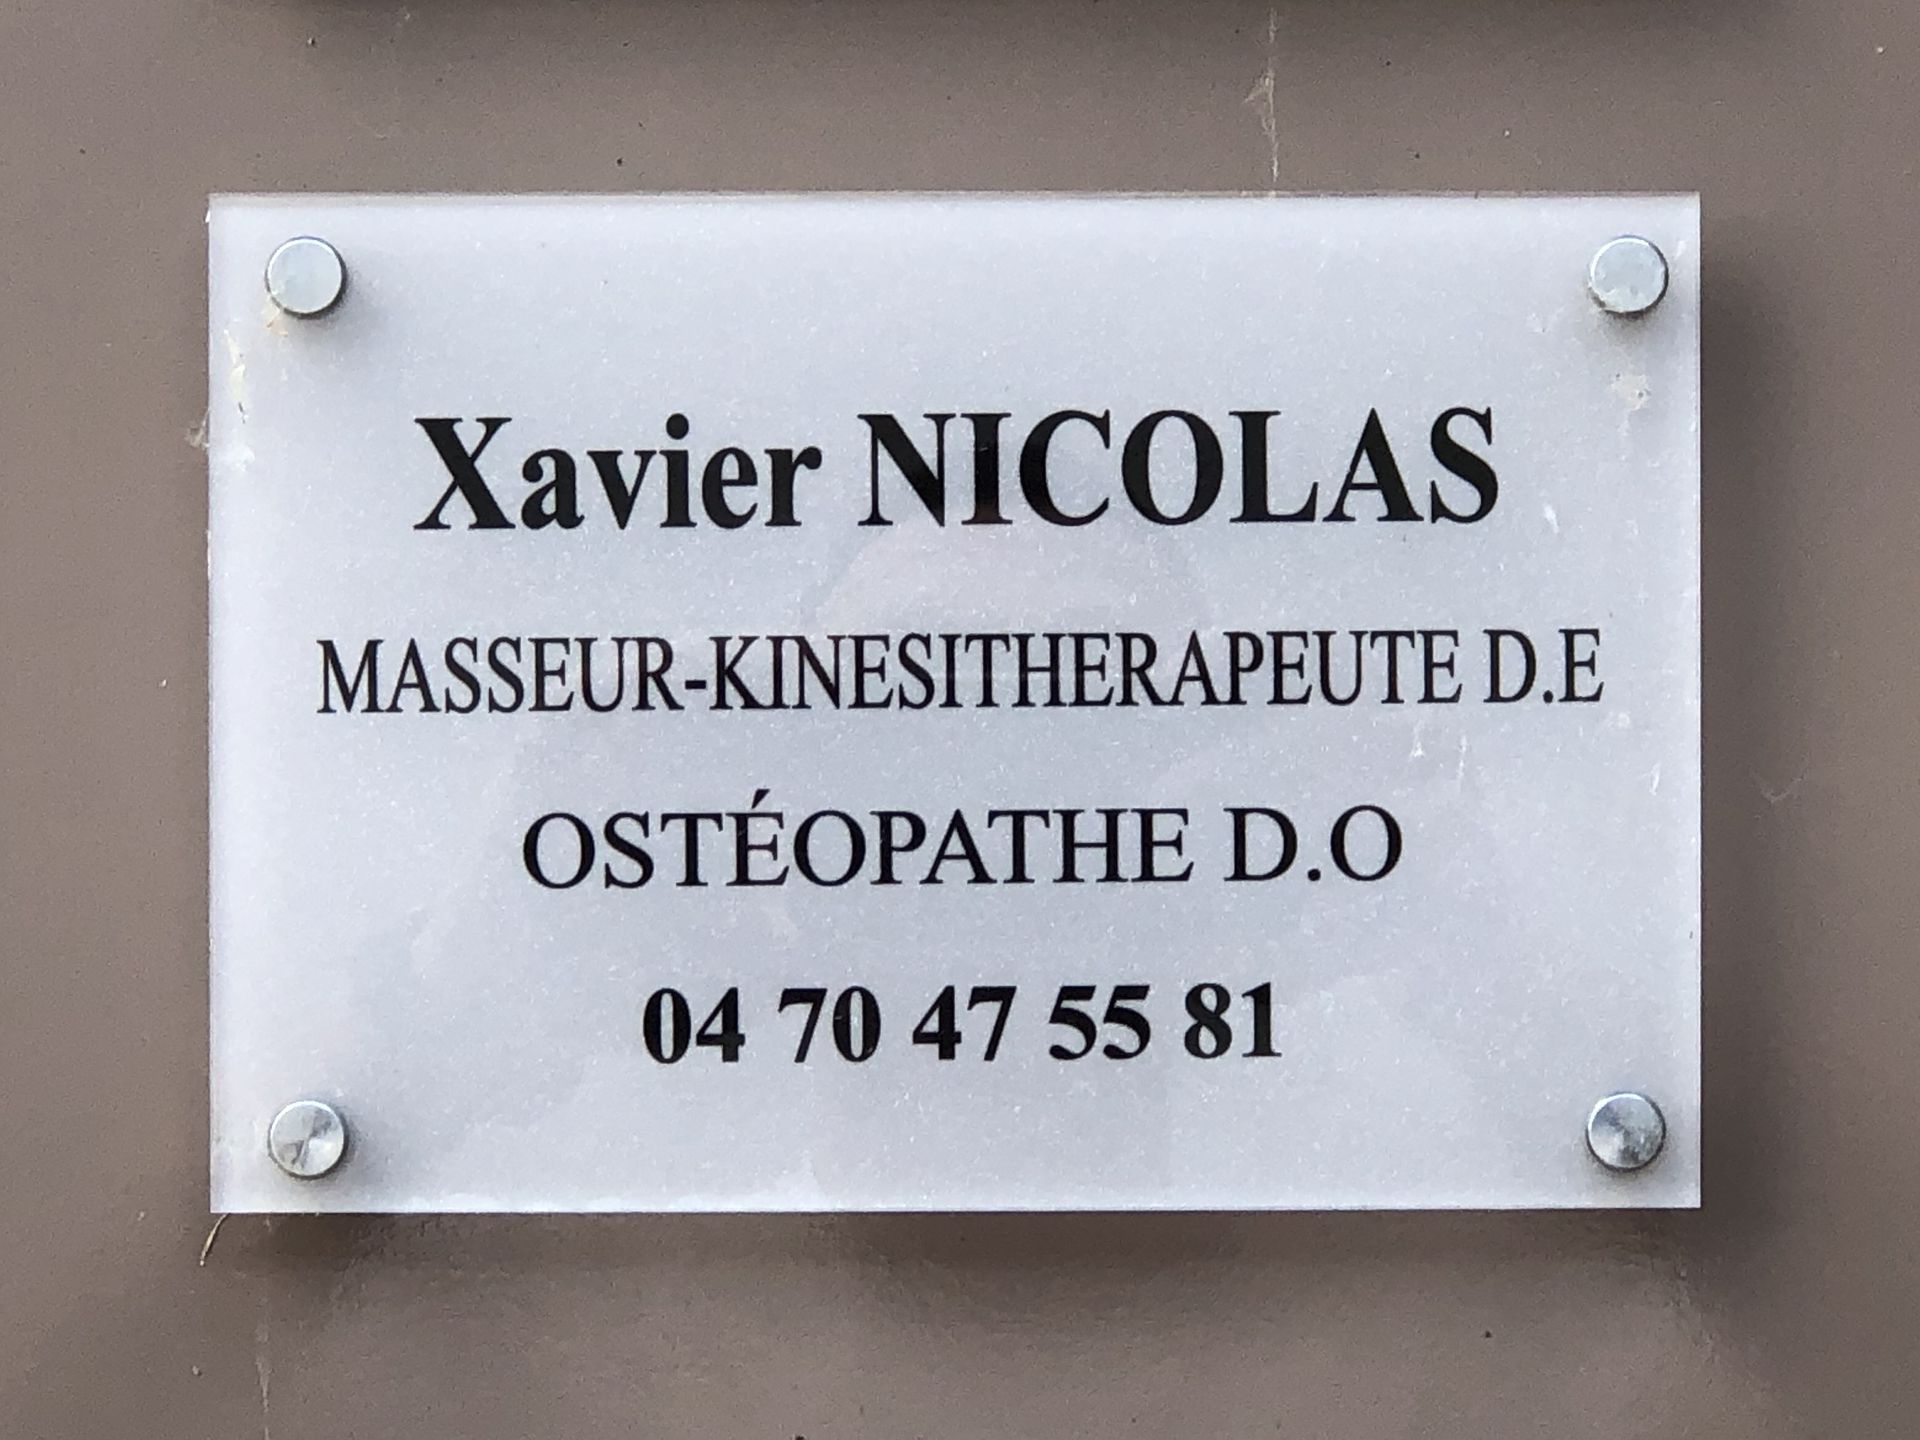 Xavier NICOLAS
MASSEUR-KINESITHERAPEUTE D.E
OSTÉOPATHE D.O
04 70 47 55 81